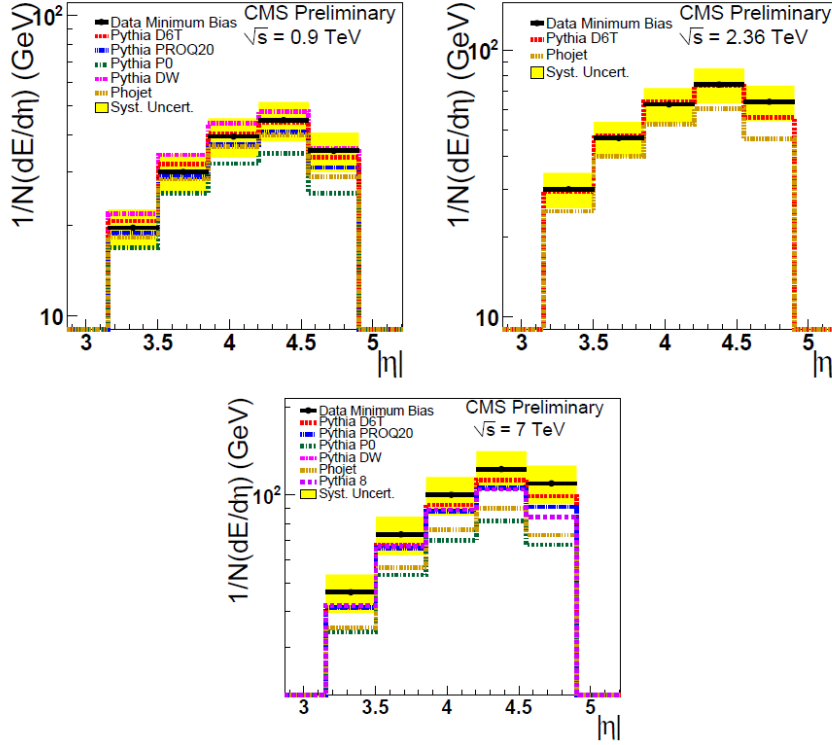 Data Minimum Bias
Pythia D6T
Pythia PROQ20
Pythia P0
Pythia DW
Phojet
Syst. Uncert.
CMS Preliminary
√s = 0.9 TeV
1/N(dE/dη) (GeV)
10²
10
3 3.5 4 4.5 5
|η|
Data Minimum Bias
Pythia D6T
Phojet
Syst. Uncert.
CMS Preliminary
√s = 2.36 TeV
1/N(dE/dη) (GeV)
10²
10
3 3.5 4 4.5 5
|η|
Data Minimum Bias
Pythia D6T
Pythia PROQ20
Pythia P0
Pythia DW
Phojet
Pythia 8
Syst. Uncert.
CMS Preliminary
√s = 7 TeV
1/N(dE/dη) (GeV)
10²
3 3.5 4 4.5 5
|η|